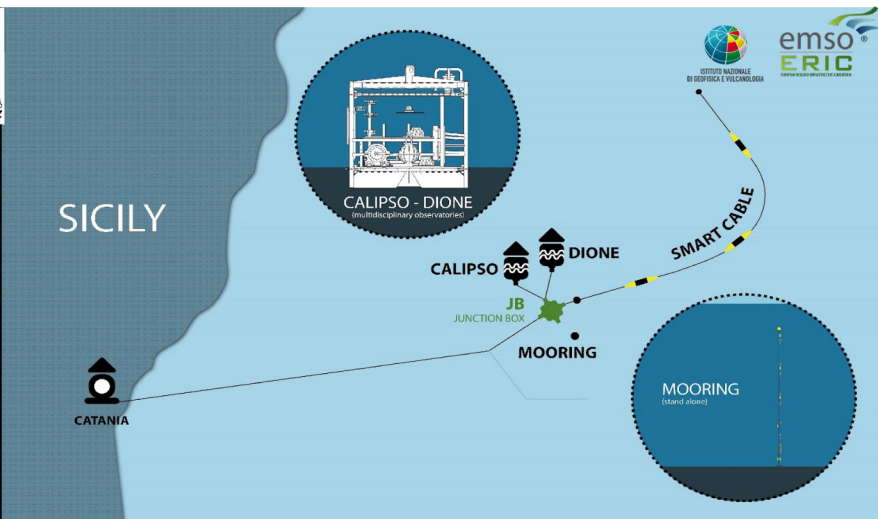 emso
ERIC
ISTITUTO NAZIONALE
DI GEOFISICA E VULCANOLOGIA
SICILY
CALIPSO - DIONE
(multidisciplinary observatories)
SMART CABLE
DIONE
CALIPSO
JB
JUNCTION BOX
MOORING
MOORING
(stand alone)
CATANIA